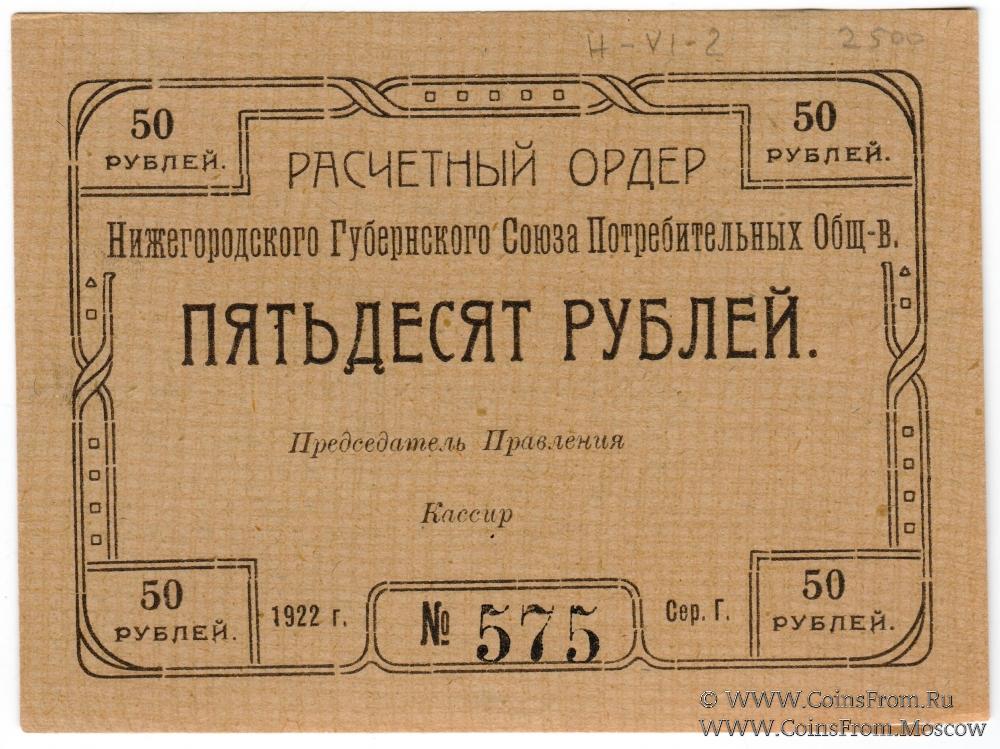 Н-VI-2 2500
50 РУБЛЕЙ.
50 РУБЛЕЙ.
РАСЧЕТНЫЙ ОРДЕР
Нижегородского Губернского Союза Потребительных Общ-в.
ПЯТЬДЕСЯТ РУБЛЕЙ.
Председатель Правления
Кассир
50 РУБЛЕЙ.
1922 г.
№ 575
Сер. Г.
50 РУБЛЕЙ.
© WWW.CoinsFrom.Ru
WWW.CoinsFrom.Moscow